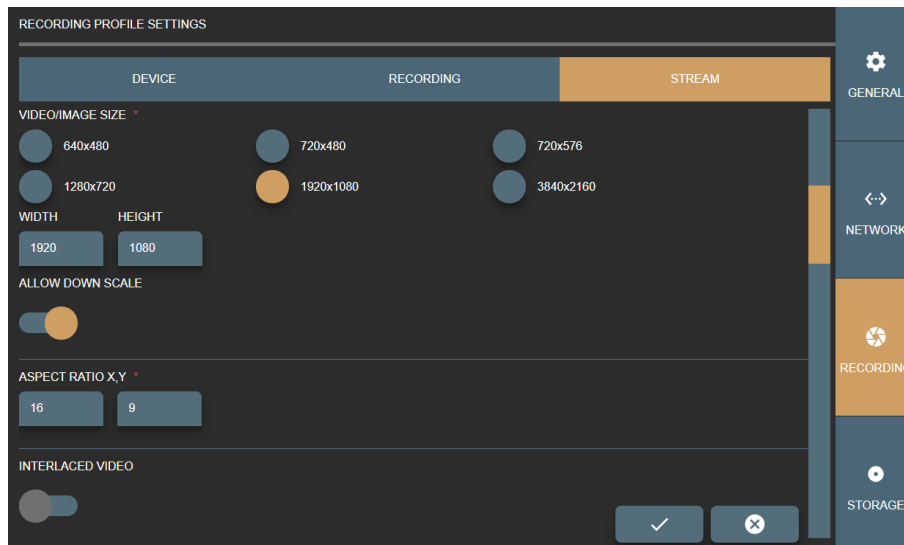 RECORDING PROFILE SETTINGS
DEVICE RECORDING STREAM
GENERAL
VIDEO/IMAGE SIZE *
640x480 720x480 720x576
1280x720 1920x1080 3840x2160
WIDTH HEIGHT
NETWORK
1920 1080
ALLOW DOWN SCALE
RECORDING
ASPECT RATIO X,Y *
16 9
INTERLACED VIDEO
STORAGE